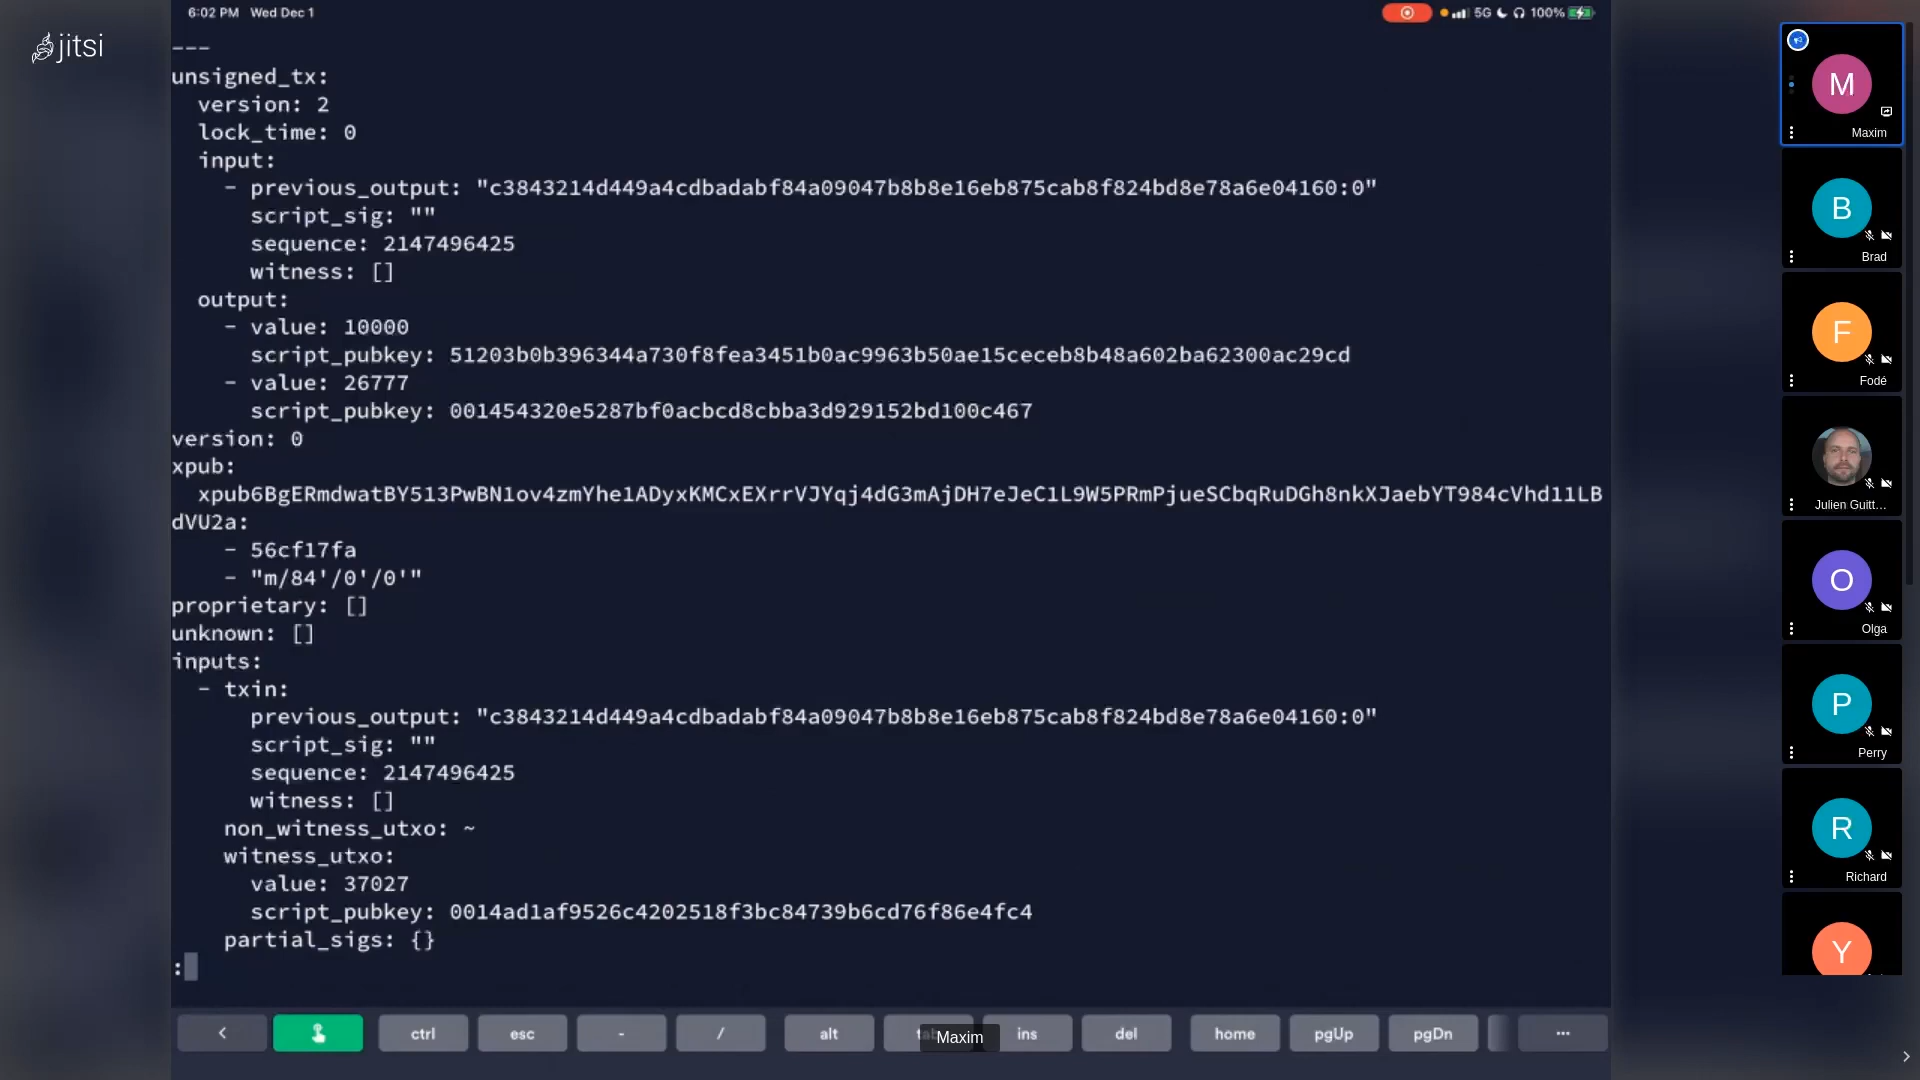 6:02 PM Wed Dec 1
5G 100%
jitsi
---
unsigned_tx:
version: 2
lock_time: 0
input:
- previous_output: "c3843214d449a4cdbadabf84a09047b8b8e16eb875cab8f824bd8e78a6e04160:0"
script_sig: ""
sequence: 2147496425
witness: []
output:
- value: 10000
script_pubkey: 51203b0b396344a730f8fea3451b0ac9963b50ae15ceceb8b48a602ba62300ac29cd
- value: 26777
script_pubkey: 001454320e5287bf0acbcd8cbba3d929152bd100c467
version: 0
xpub:
xpub6BgERmdwatBY513PwBN1ov4zmYhe1ADyxKMCxEXrrVJYqj4dG3mAjDH7eJeC1L9W5PRmPjueSCbqRuDGh8nkXJaebYT984cVhd11LB
dVU2a:
- 56cf17fa
- "m/84'/0'/0'"
proprietary: []
unknown: []
inputs:
- txin:
previous_output: "c3843214d449a4cdbadabf84a09047b8b8e16eb875cab8f824bd8e78a6e04160:0"
script_sig: ""
sequence: 2147496425
witness: []
non_witness_utxo: ~
witness_utxo:
value: 37027
script_pubkey: 0014ad1af9526c4202518f3bc84739b6cd76f86e4fc4
partial_sigs: {}
:
< ctrl esc - / alt ins del home pgUp pgDn ...
Maxim
M
Maxim
B
Brad
F
Fodé
Julien Guitt...
O
Olga
P
Perry
R
Richard
Y